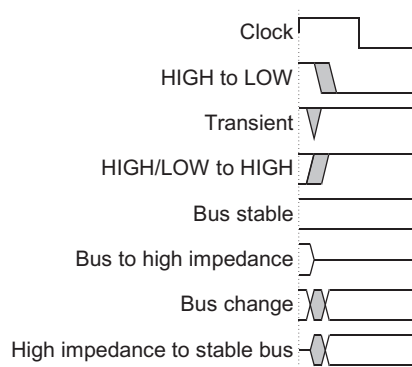 Clock
HIGH to LOW
Transient
HIGH/LOW to HIGH
Bus stable
Bus to high impedance
Bus change
High impedance to stable bus